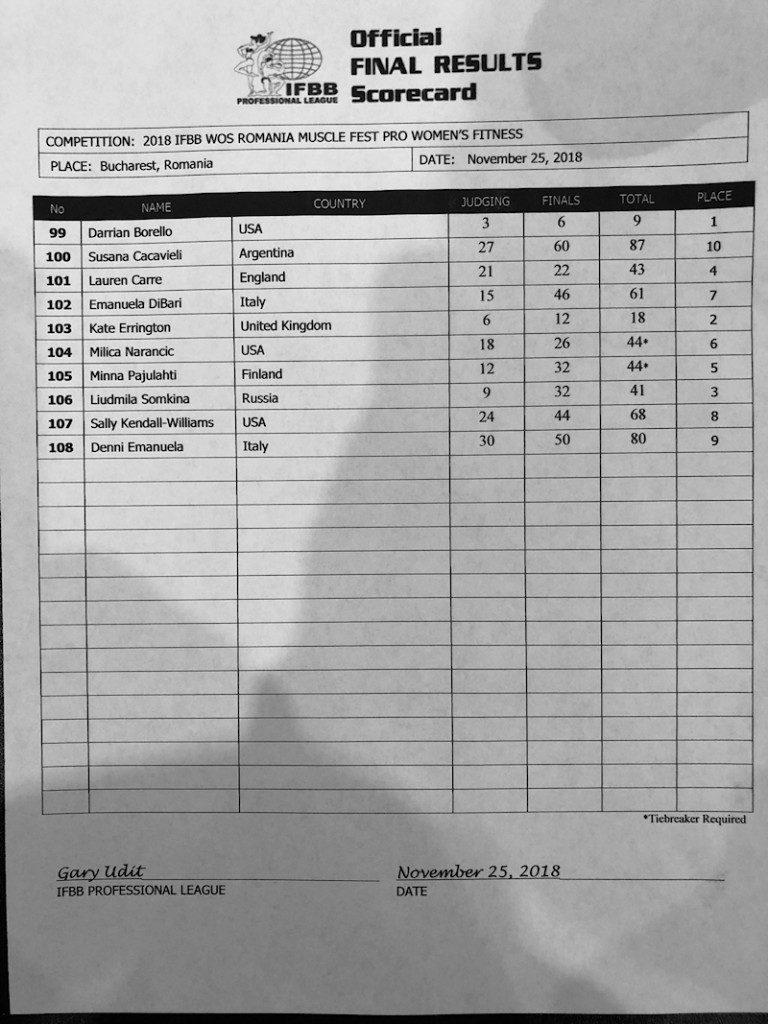 Official
FINAL RESULTS
Scorecard
IFBB
PROFESSIONAL LEAGUE
COMPETITION: 2018 IFBB WOS ROMANIA MUSCLE FEST PRO WOMEN'S FITNESS
PLACE: Bucharest, Romania DATE: November 25, 2018
No NAME COUNTRY JUDGING FINALS TOTAL PLACE
99 Darrian Borello USA 3 6 9 1
100 Susana Cacavieli Argentina 27 60 87 10
101 Lauren Carre England 21 22 43 4
102 Emanuela DiBari Italy 15 46 61 7
103 Kate Errington United Kingdom 6 12 18 2
104 Milica Narancic USA 18 26 44* 6
105 Minna Pajulahti Finland 12 32 44* 5
106 Liudmila Somkina Russia 9 32 41 3
107 Sally Kendall-Williams USA 24 44 68 8
108 Denni Emanuela Italy 30 50 80 9
*Tiebreaker Required
Gary Udit November 25, 2018
IFBB PROFESSIONAL LEAGUE DATE